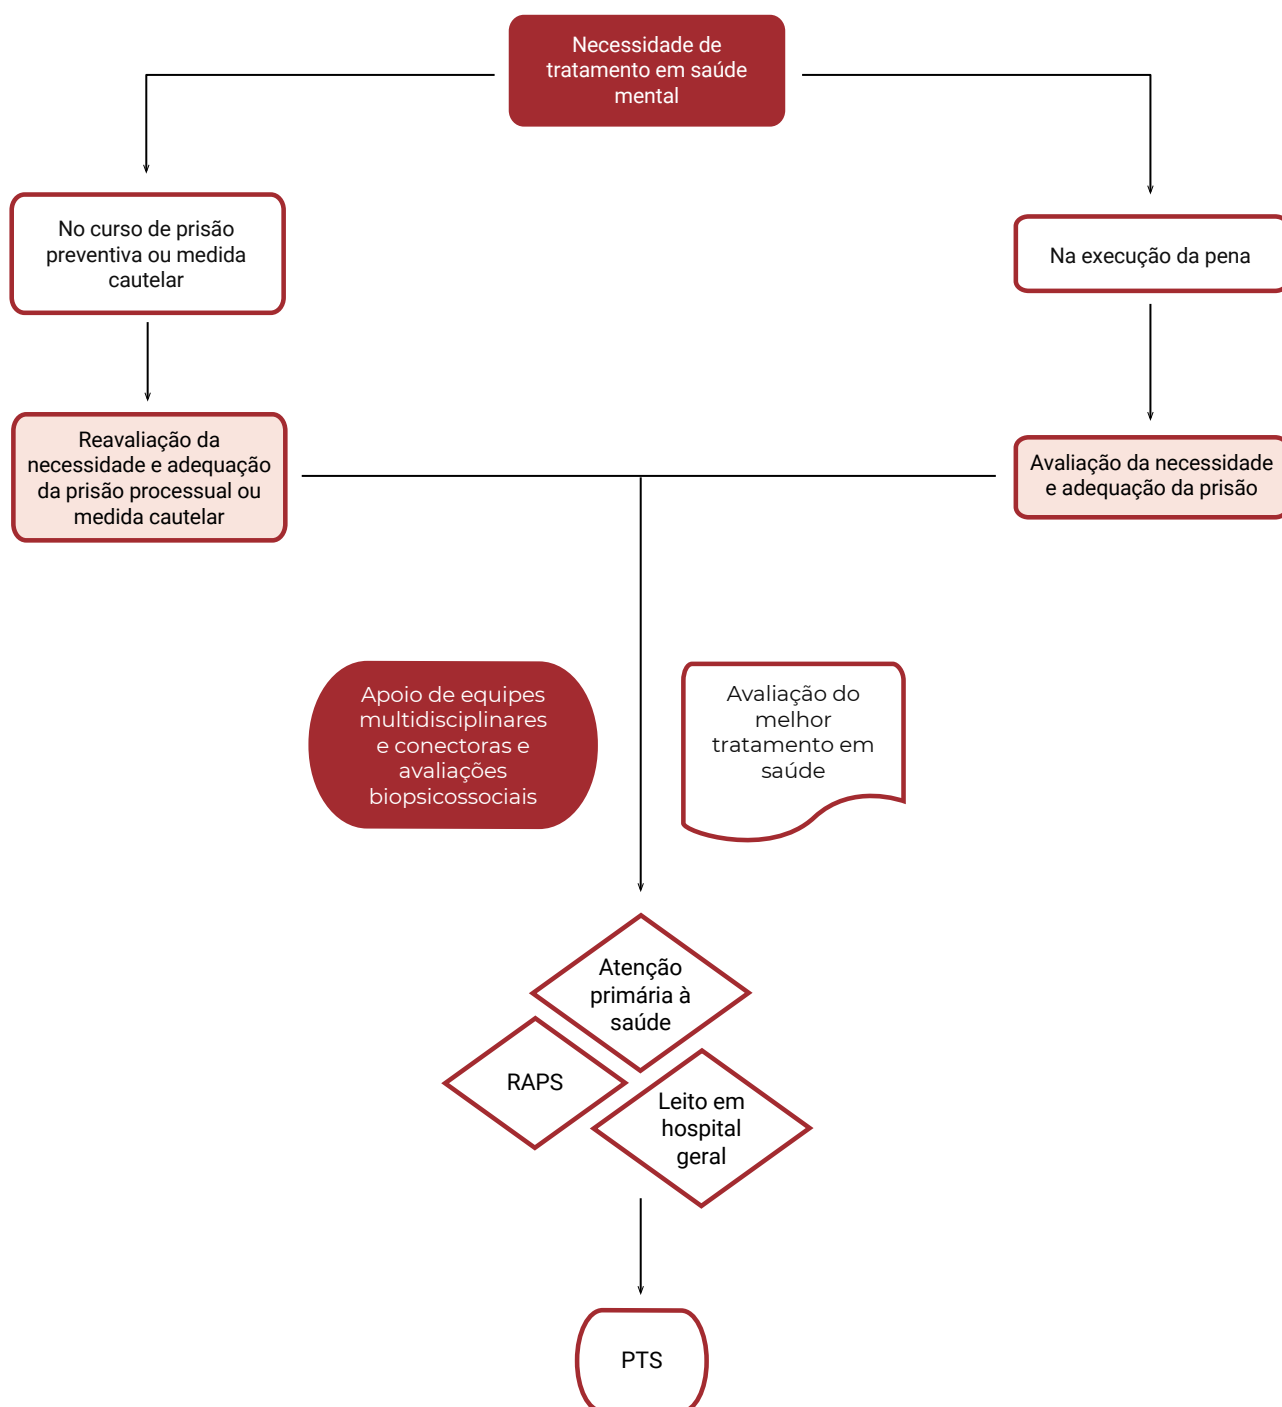 Necessidade de
tratamento em saúde
mental
No curso de prisão
preventiva ou medida
cautelar
Na execução da pena
Reavaliação da
necessidade e adequação
da prisão processual ou
medida cautelar
Avaliação da necessidade
e adequação da prisão
Apoio de equipes
multidisciplinares
e conectoras e
avaliações
biopsicossociais
Avaliação do
melhor
tratamento em
saúde
Atenção
primária à
saúde
RAPS
Leito em
hospital
geral
PTS